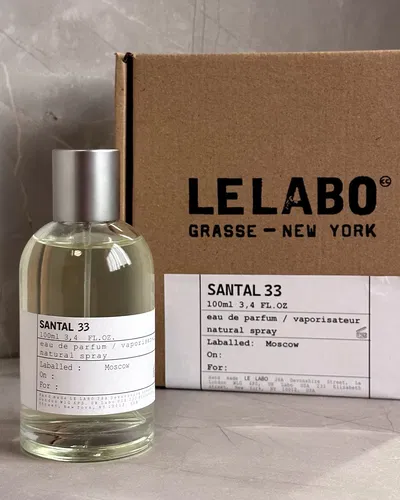 LELABO
GRASSE — NEW YORK
SANTAL 33
100ml 3,4 FL.OZ
eau de parfum / vaporisateur
natural spray
Laballed: Moscow
On:
For:
SANTAL 33
100ml 3,4 FL.OZ.
eau de parfum / vaporisateur
natural spray
Laballed : Moscow
On :
For :